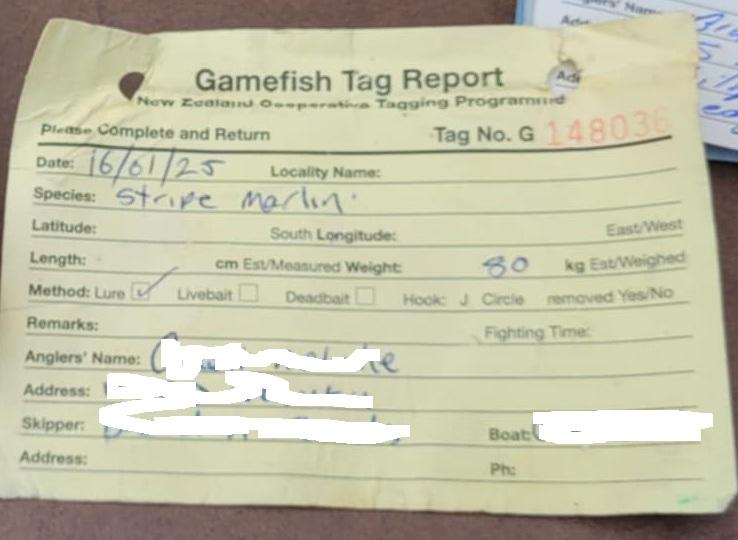 Gamefish Tag Report
New Zealand Cooperative Tagging Programme
Please Complete and Return Tag No. G 148036
Date: 16/01/25 Locality Name:
Species: Stripe Marlin
Latitude: South Longitude: East/West
Length: cm Est/Measured Weight: 80 kg Est/Weighed
Method: Lure ✓ Livebait Deadbait Hook: J Circle removed Yes/No
Remarks: Fighting Time:
Anglers' Name:
Address:
Skipper: Boat:
Address: Ph: